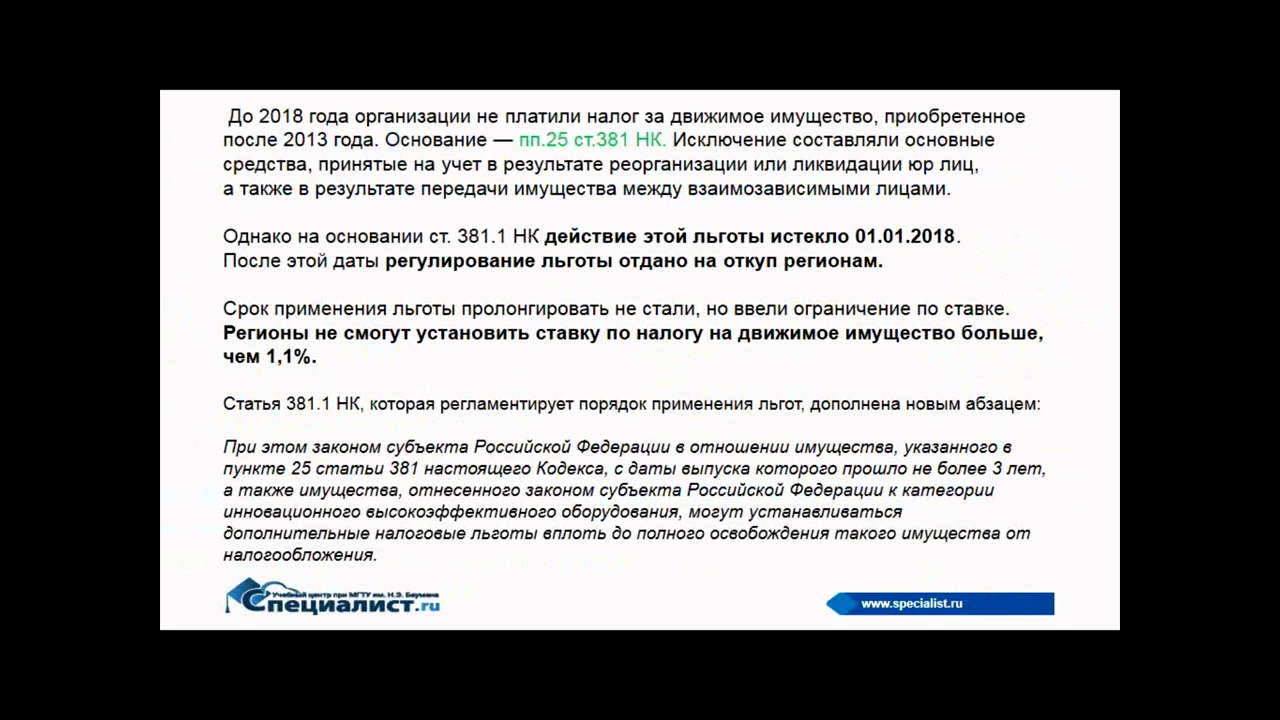 До 2018 года организации не платили налог за движимое имущество, приобретенное
после 2013 года. Основание — пп.25 ст.381 НК. Исключение составляли основные
средства, принятые на учет в результате реорганизации или ликвидации юр лиц,
а также в результате передачи имущества между взаимозависимыми лицами.
Однако на основании ст. 381.1 НК действие этой льготы истекло 01.01.2018.
После этой даты регулирование льготы отдано на откуп регионам.
Срок применения льготы пролонгировать не стали, но ввели ограничение по ставке.
Регионы не смогут установить ставку по налогу на движимое имущество больше,
чем 1,1%.
Статья 381.1 НК, которая регламентирует порядок применения льгот, дополнена новым абзацем:
При этом законом субъекта Российской Федерации в отношении имущества, указанного в
пункте 25 статьи 381 настоящего Кодекса, с даты выпуска которого прошло не более 3 лет,
а также имущества, отнесенного законом субъекта Российской Федерации к категории
инновационного высокоэффективного оборудования, могут устанавливаться
дополнительные налоговые льготы вплоть до полного освобождения такого имущества от
налогообложения.
Учебный центр при МГТУ им. Н.Э. Баумана
Специалист.ru
www.specialist.ru